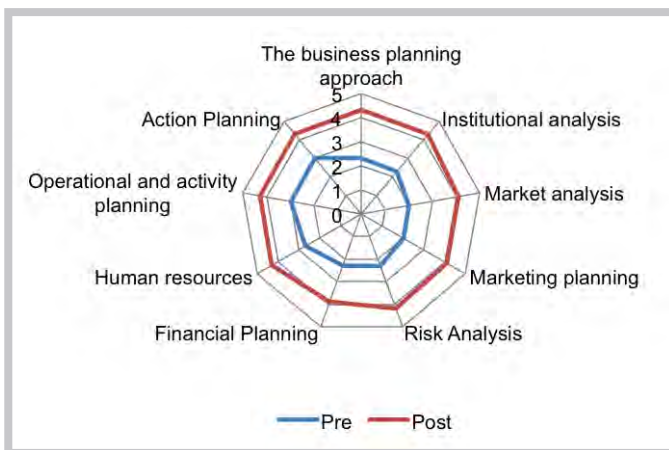 The business planning
approach
Institutional analysis
Market analysis
Marketing planning
Risk Analysis
Financial Planning
Human resources
Operational and activity
planning
Action Planning
5
4
3
2
1
0
Pre
Post